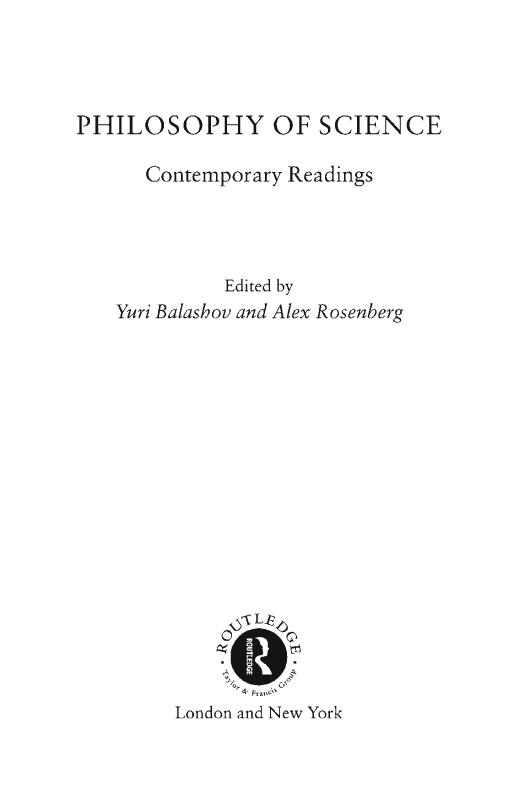 PHILOSOPHY OF SCIENCE
Contemporary Readings
Edited by
Yuri Balashov and Alex Rosenberg
ROUTLEDGE
ROUTLEDGE
Taylor & Francis Group
London and New York